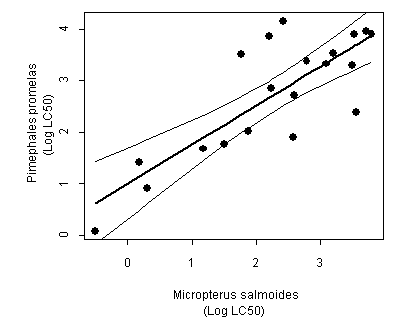 Pimephales promelas
(Log LC50)
4
3
2
1
0
0 1 2 3
Micropterus salmoides
(Log LC50)